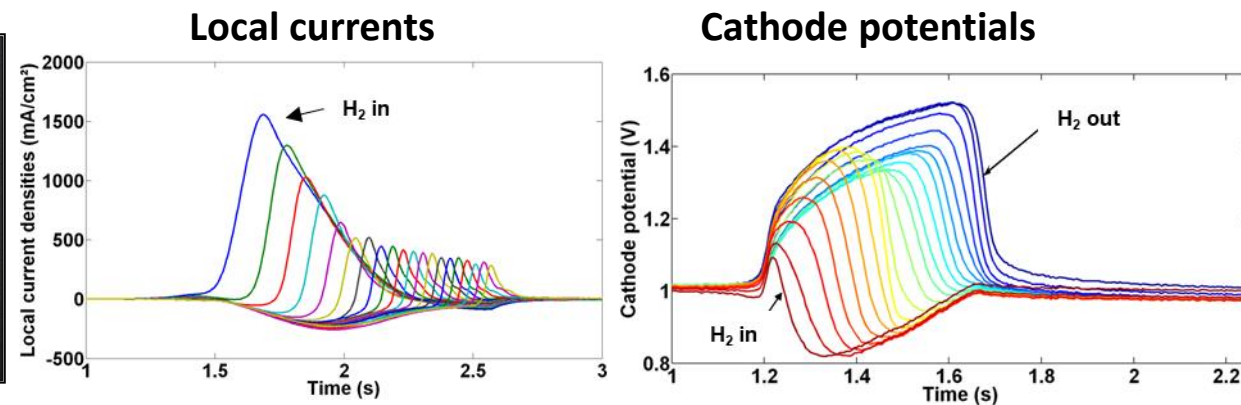 Local currents
Cathode potentials
Local current densities (mA/cm²)
2000
1500
1000
500
0
-500
H₂ in
1
1.5
2
2.5
3
Time (s)
Cathode potential (V)
1.6
1.4
1.2
1
0.8
H₂ out
H₂ in
1
1.2
1.4
1.6
1.8
2
2.2
Time (s)